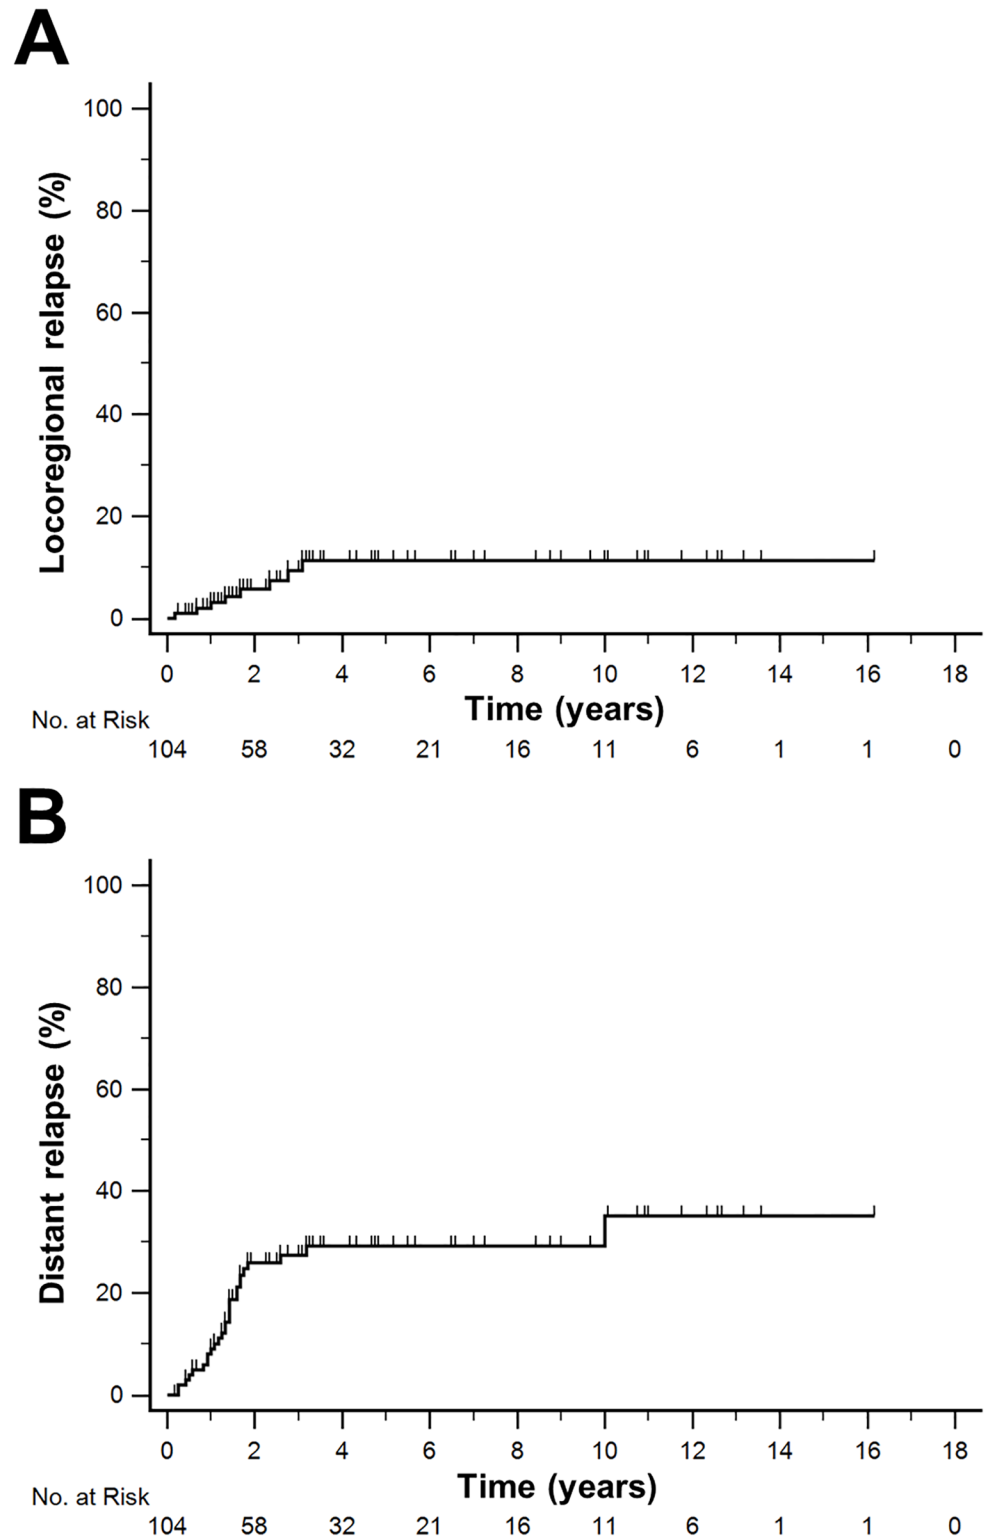 A
Locoregional relapse (%)
100
80
60
40
20
0
0 2 4 6 8 10 12 14 16 18
Time (years)
No. at Risk
104 58 32 21 16 11 6 1 1 0
B
Distant relapse (%)
100
80
60
40
20
0
0 2 4 6 8 10 12 14 16 18
Time (years)
No. at Risk
104 58 32 21 16 11 6 1 1 0